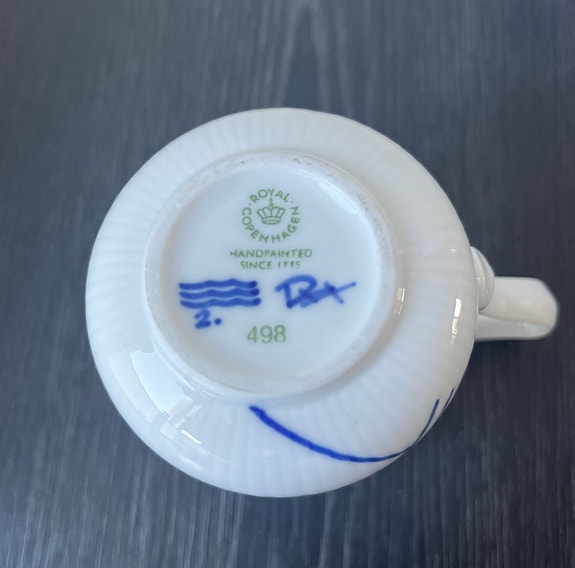 ROYAL
COPENHAGEN
HANDPAINTED
SINCE 1775
2.
498